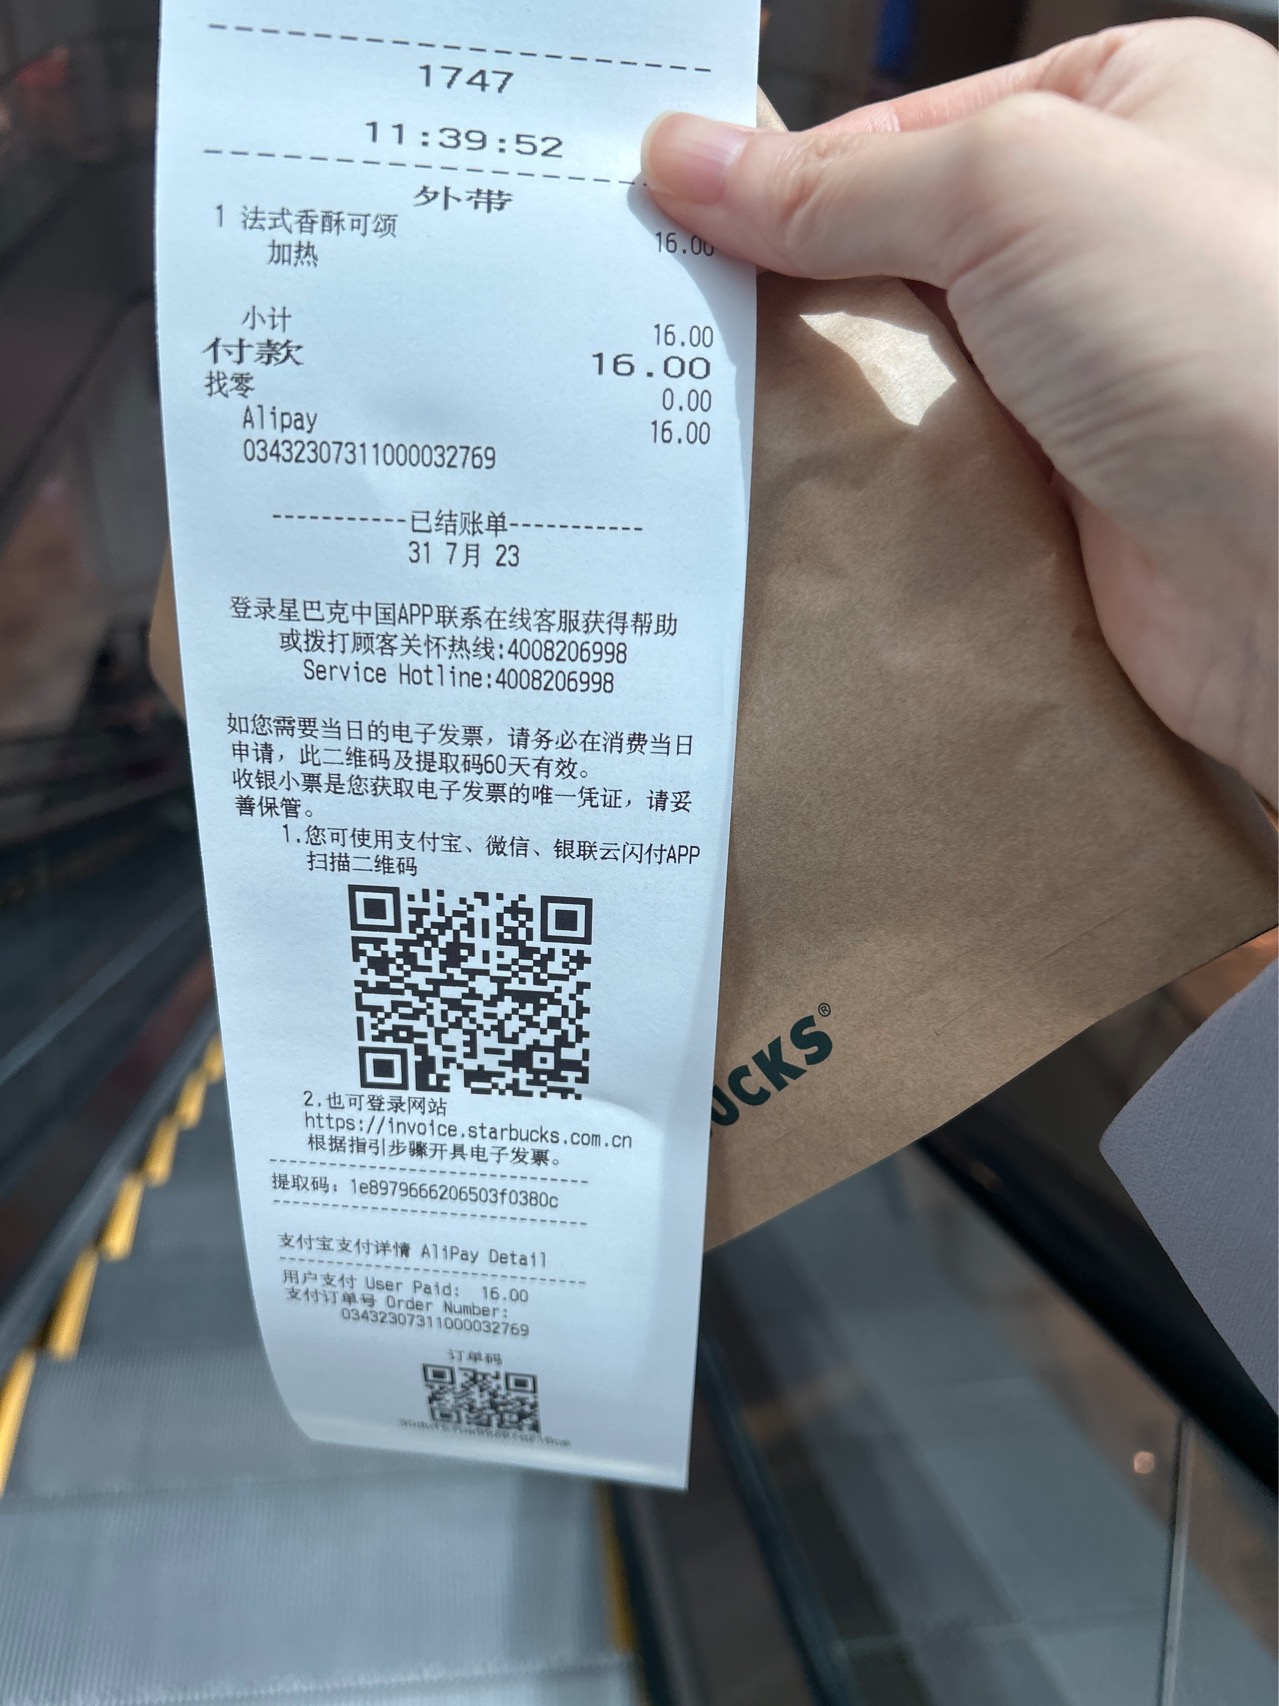 1747
11:39:52
外带
1 法式香酥可颂 16.00
加热
小计 16.00
付款 16.00
找零 0.00
Alipay 16.00
03432307311000032769
-----------已结账单-----------
31 7月 23
登录星巴克中国APP联系在线客服获得帮助
或拨打顾客关怀热线:4008206998
Service Hotline:4008206998
如您需要当日的电子发票，请务必在消费当日
申请，此二维码及提取码60天有效。
收银小票是您获取电子发票的唯一凭证，请妥
善保管。
1.您可使用支付宝、微信、银联云闪付APP
扫描二维码
2.也可登录网站
https://invoice.starbucks.com.cn
根据指引步骤开具电子发票。
提取码: 1e8979666206503f0380c
支付宝支付详情 AliPay Detail
用户支付 User Paid: 16.00
支付订单号 Order Number:
03432307311000032769
订单码
UCKS®